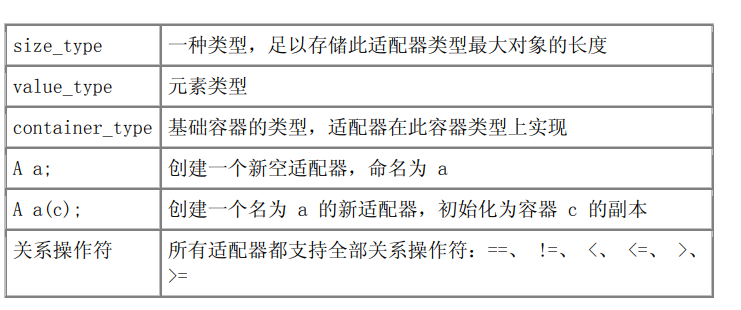 size_type 一种类型，足以存储此适配器类型最大对象的长度
value_type 元素类型
container_type 基础容器的类型，适配器在此容器类型上实现
A a; 创建一个新空适配器，命名为 a
A a(c); 创建一个名为 a 的新适配器，初始化为容器 c 的副本
关系操作符 所有适配器都支持全部关系操作符：==、 !=、 <、 <=、 >、
>=